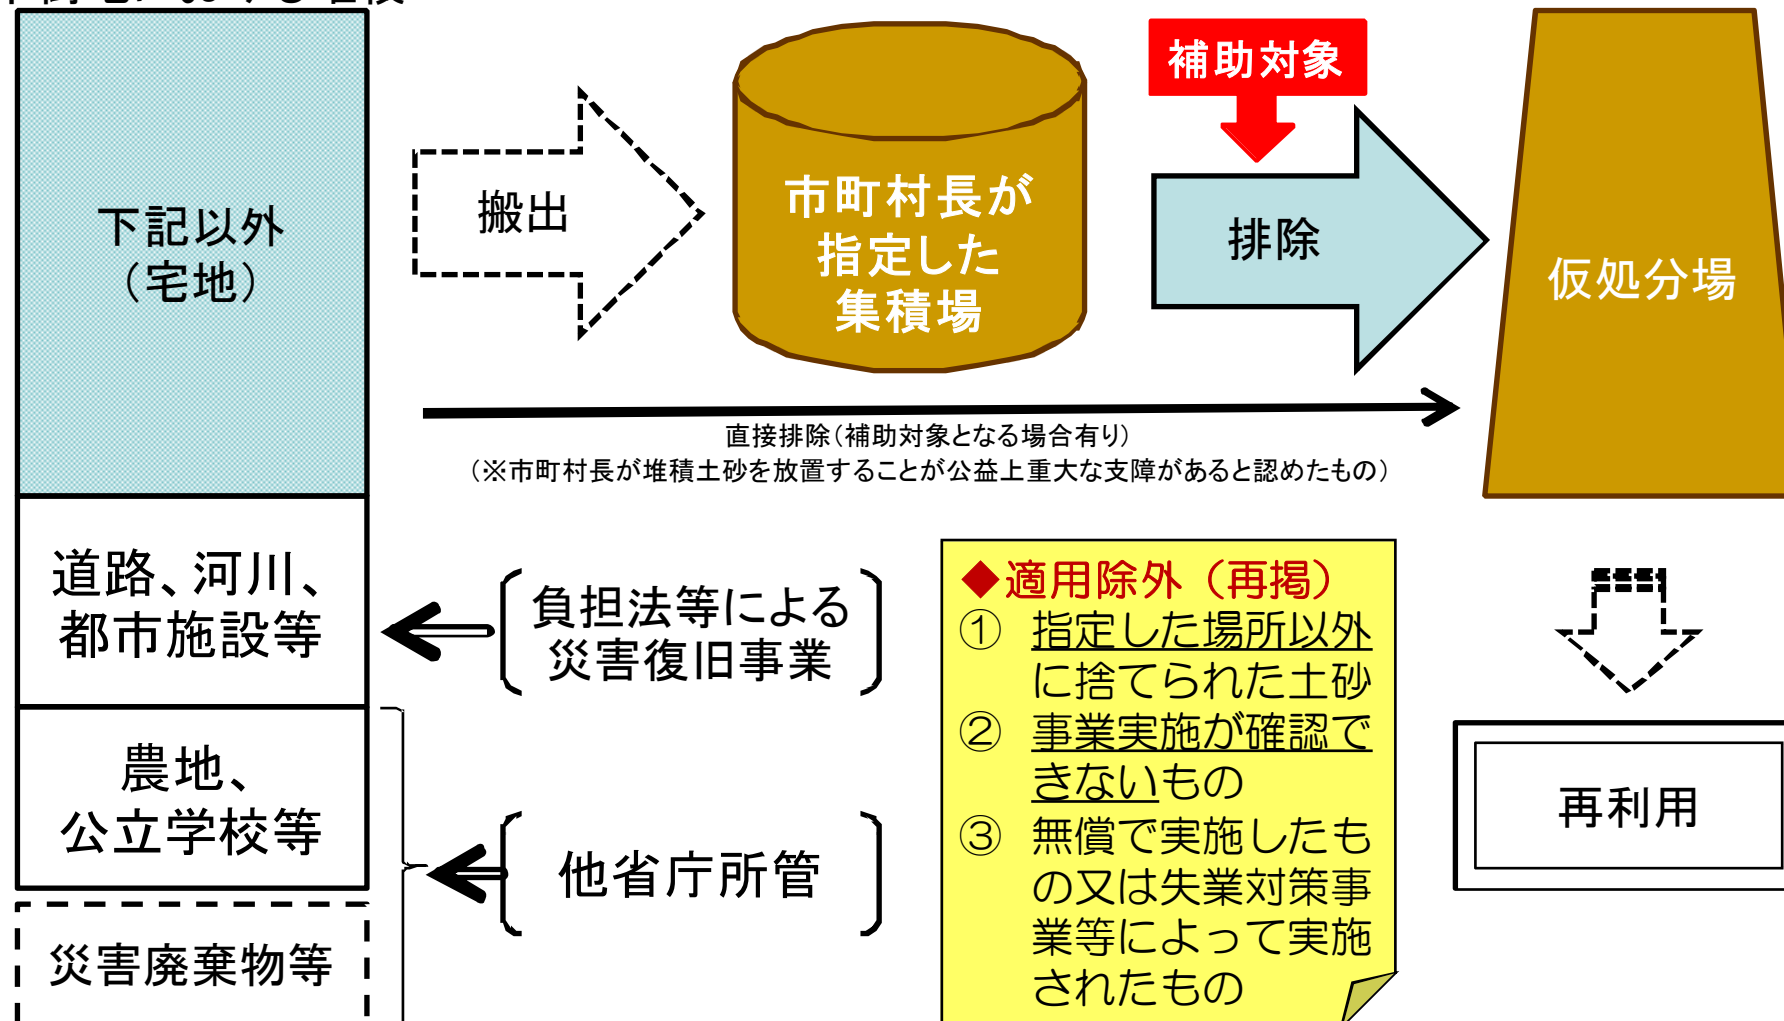 下記以外
（宅地）
搬出
市町村長が
指定した
集積場
補助対象
排除
仮処分場
直接排除（補助対象となる場合有り）
（※市町村長が堆積土砂を放置することが公益上重大な支障があると認めたもの）
道路、河川、
都市施設等
負担法等による
災害復旧事業
農地、
公立学校等
他省庁所管
災害廃棄物等
◆適用除外（再掲）
① 指定した場所以外
に捨てられた土砂
② 事業実施が確認で
きないもの
③ 無償で実施したも
の又は失業対策事
業等によって実施
されたもの
再利用